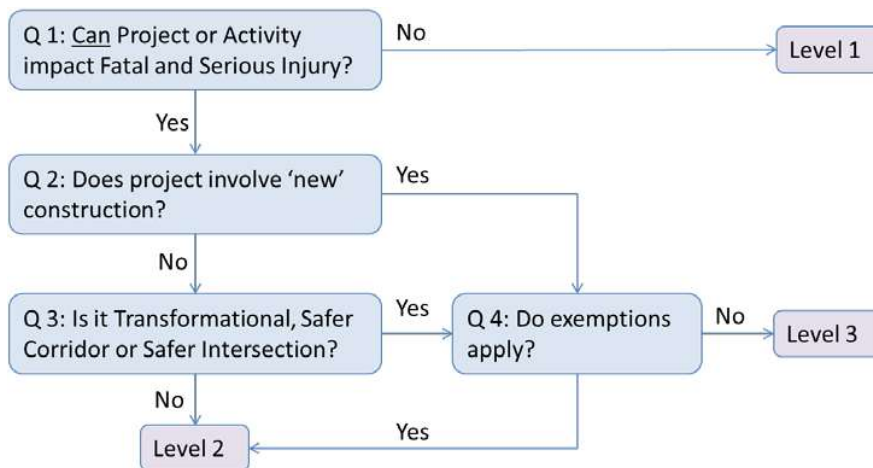 Q 1: Can Project or Activity
impact Fatal and Serious Injury?
No
Level 1
Yes
Q 2: Does project involve ‘new’
construction?
Yes
No
Q 3: Is it Transformational, Safer
Corridor or Safer Intersection?
Yes
Q 4: Do exemptions
apply?
No
Level 3
No
Yes
Level 2